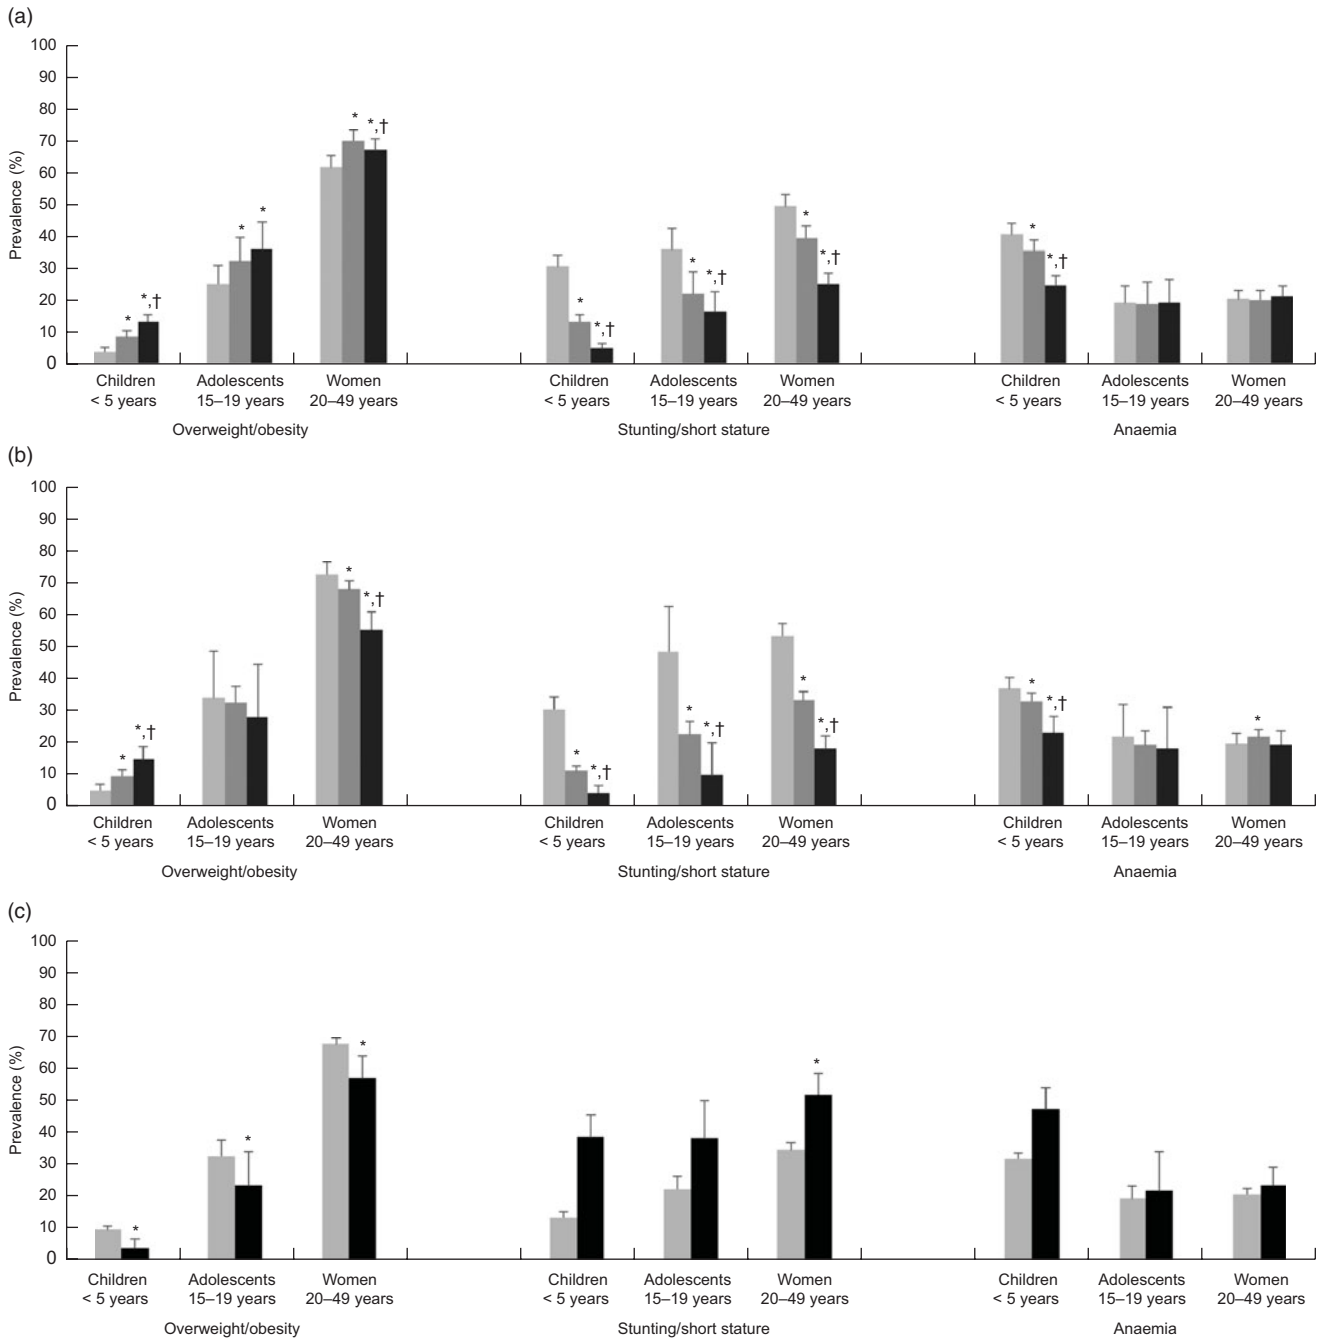 (a)
100
90
80
70
60
50
40
30
20
10
0
Prevalence (%)
*
*,†
*
*
*
*,†
*
*,†
*
*,†
*
*,†
*
*,†
Children
< 5 years
Adolescents
15–19 years
Women
20–49 years
Overweight/obesity
Children
< 5 years
Adolescents
15–19 years
Women
20–49 years
Stunting/short stature
Children
< 5 years
Adolescents
15–19 years
Women
20–49 years
Anaemia
(b)
100
90
80
70
60
50
40
30
20
10
0
Prevalence (%)
*
*,†
*
*,†
*
*,†
*
*,†
*
*,†
*
*,†
*
Children
< 5 years
Adolescents
15–19 years
Women
20–49 years
Overweight/obesity
Children
< 5 years
Adolescents
15–19 years
Women
20–49 years
Stunting/short stature
Children
< 5 years
Adolescents
15–19 years
Women
20–49 years
Anaemia
(c)
100
90
80
70
60
50
40
30
20
10
0
Prevalence (%)
*
*
*
*
Children
< 5 years
Adolescents
15–19 years
Women
20–49 years
Overweight/obesity
Children
< 5 years
Adolescents
15–19 years
Women
20–49 years
Stunting/short stature
Children
< 5 years
Adolescents
15–19 years
Women
20–49 years
Anaemia